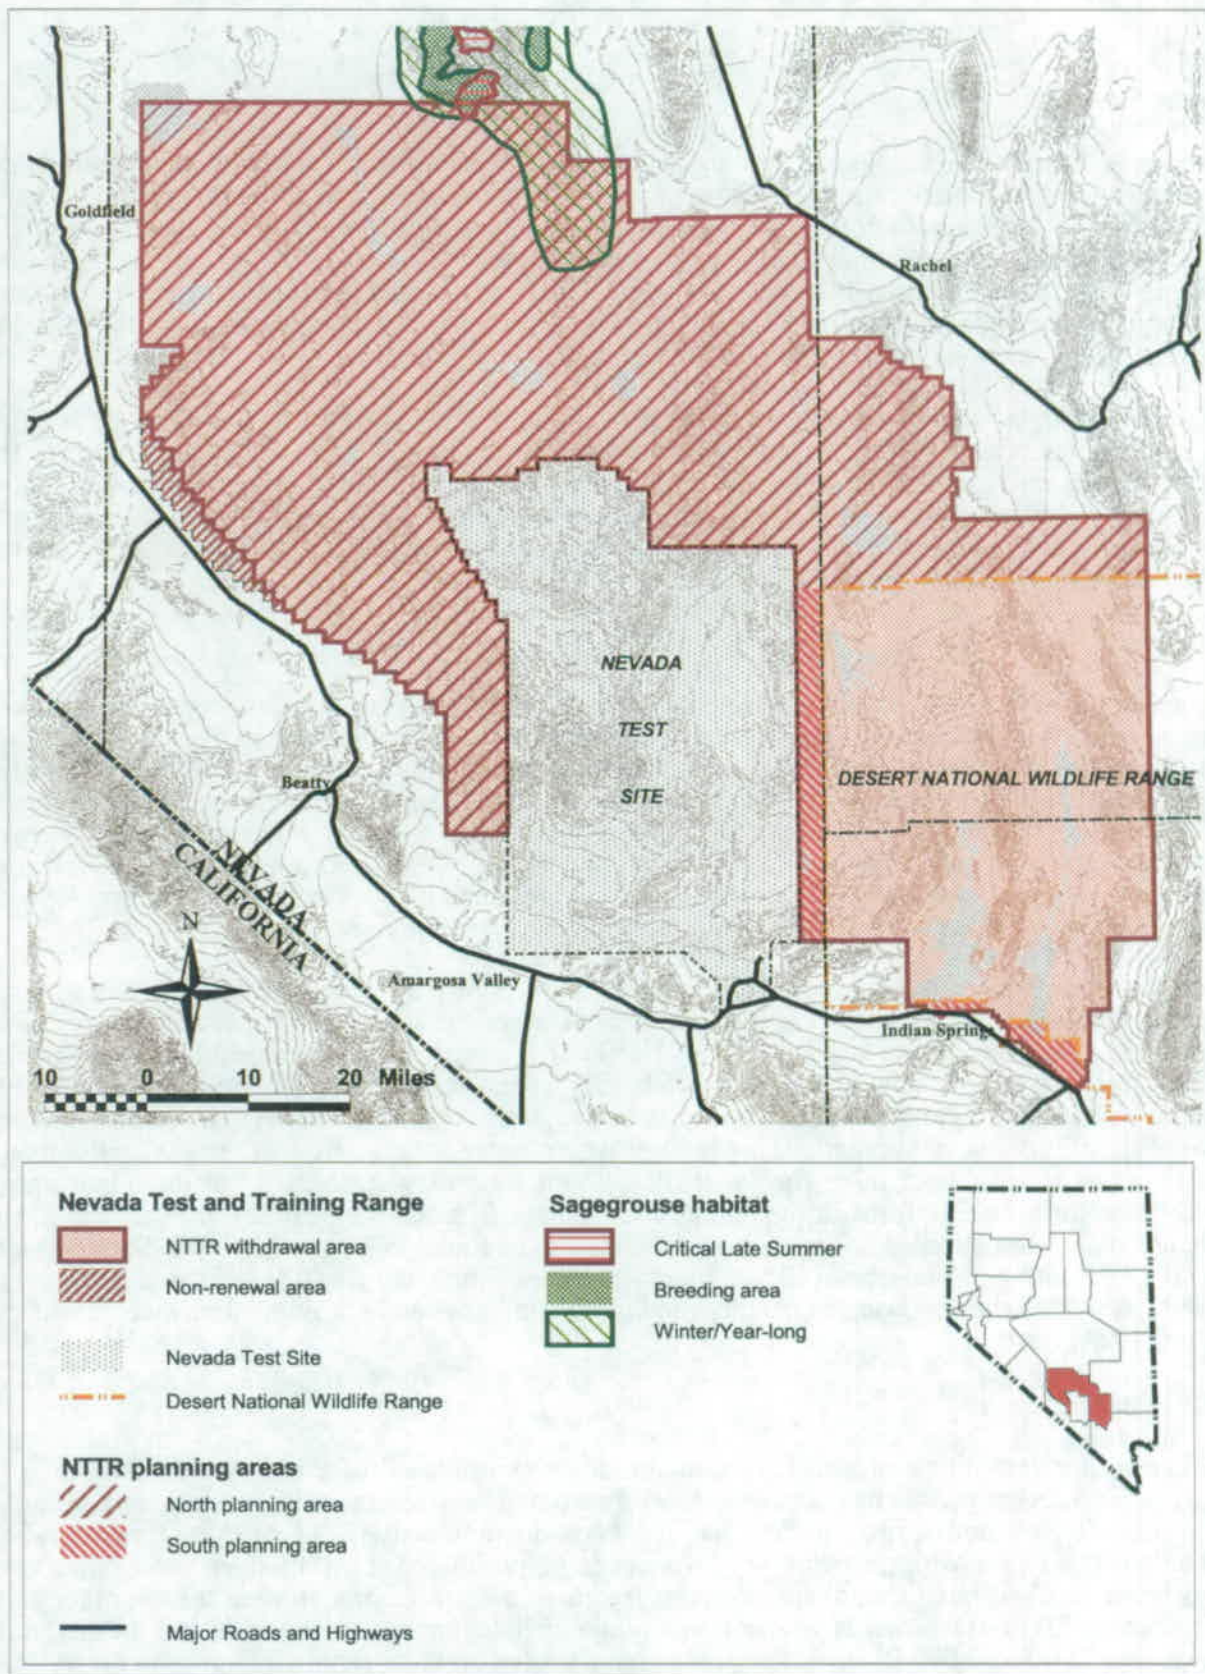 Goldfield
Rachel
NEVADA
TEST
SITE
DESERT NATIONAL WILDLIFE RANGE
Beatty
NEVADA
CALIFORNIA
N
Amargosa Valley
Indian Springs
10 0 10 20 Miles
Nevada Test and Training Range
NTTR withdrawal area
Non-renewal area
Nevada Test Site
Desert National Wildlife Range
NTTR planning areas
North planning area
South planning area
Major Roads and Highways
Sagegrouse habitat
Critical Late Summer
Breeding area
Winter/Year-long